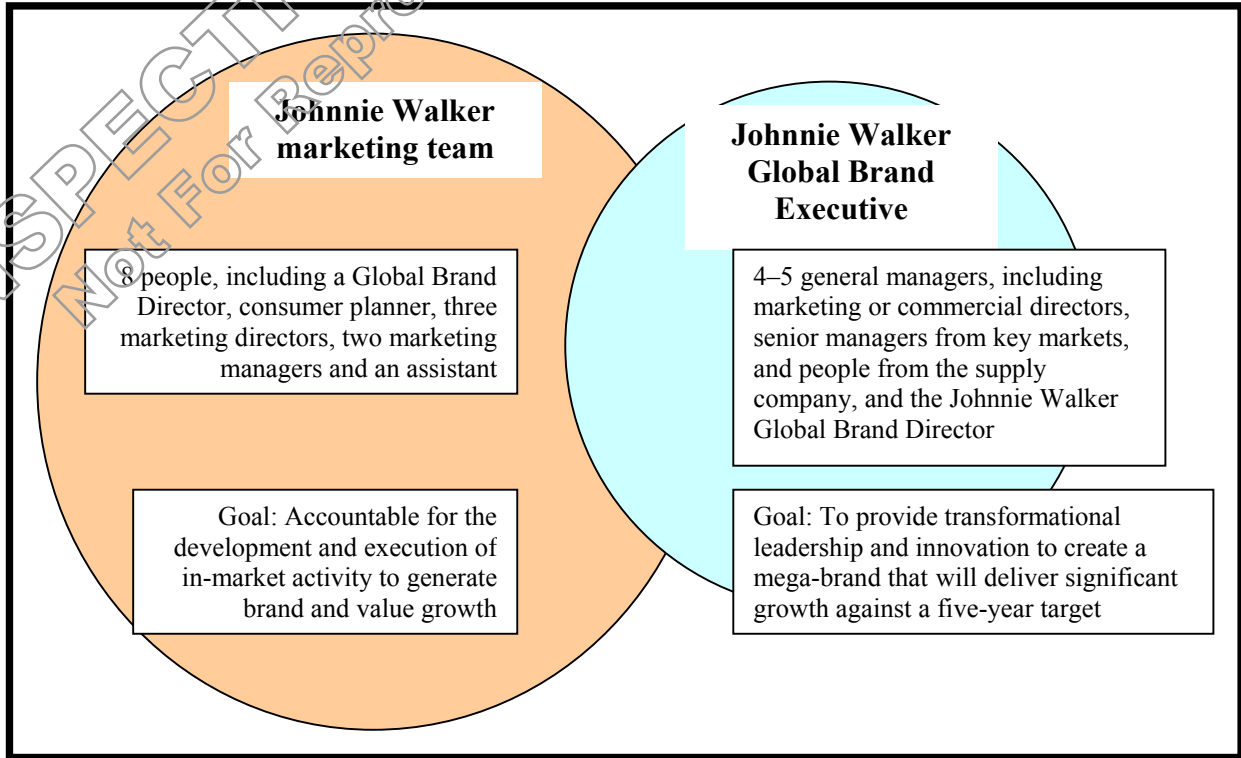 Johnnie Walker
marketing team
8 people, including a Global Brand
Director, consumer planner, three
marketing directors, two marketing
managers and an assistant
Goal: Accountable for the
development and execution of
in-market activity to generate
brand and value growth
Johnnie Walker
Global Brand
Executive
4–5 general managers, including
marketing or commercial directors,
senior managers from key markets,
and people from the supply
company, and the Johnnie Walker
Global Brand Director
Goal: To provide transformational
leadership and innovation to create a
mega-brand that will deliver significant
growth against a five-year target
Not For